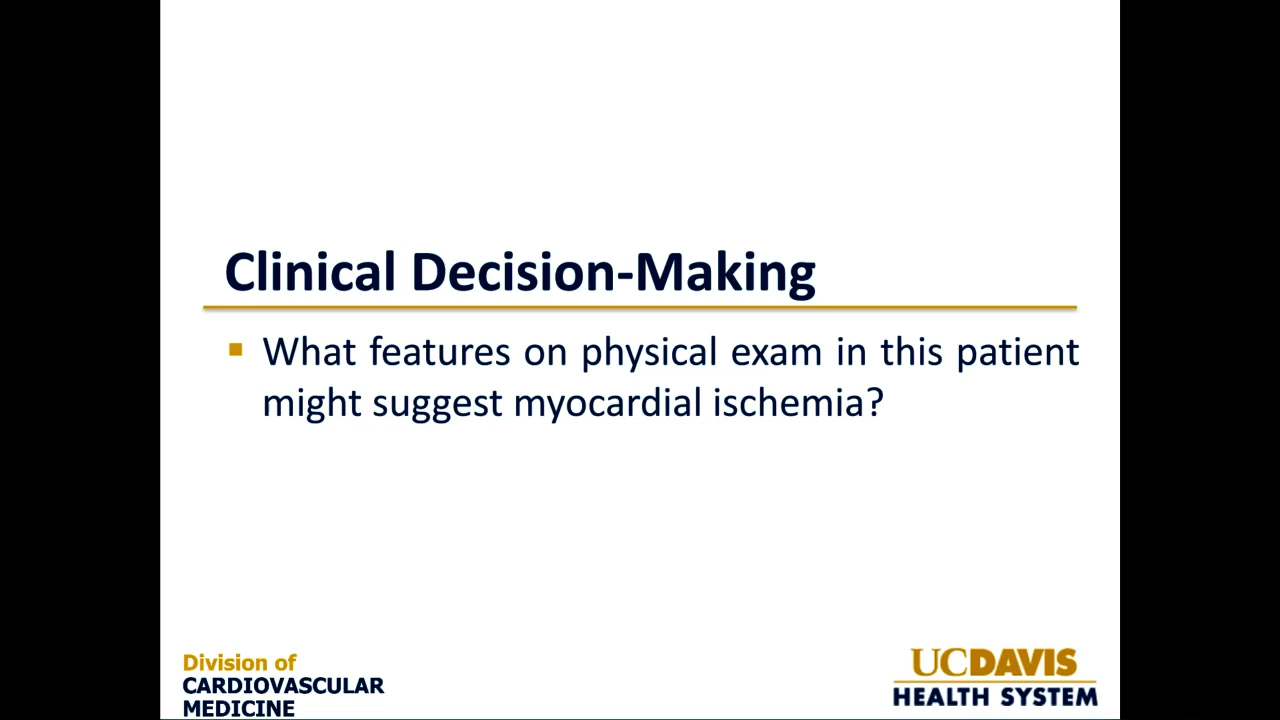 Clinical Decision-Making
What features on physical exam in this patient
might suggest myocardial ischemia?
Division of
CARDIOVASCULAR
MEDICINE
UCDAVIS
HEALTH SYSTEM